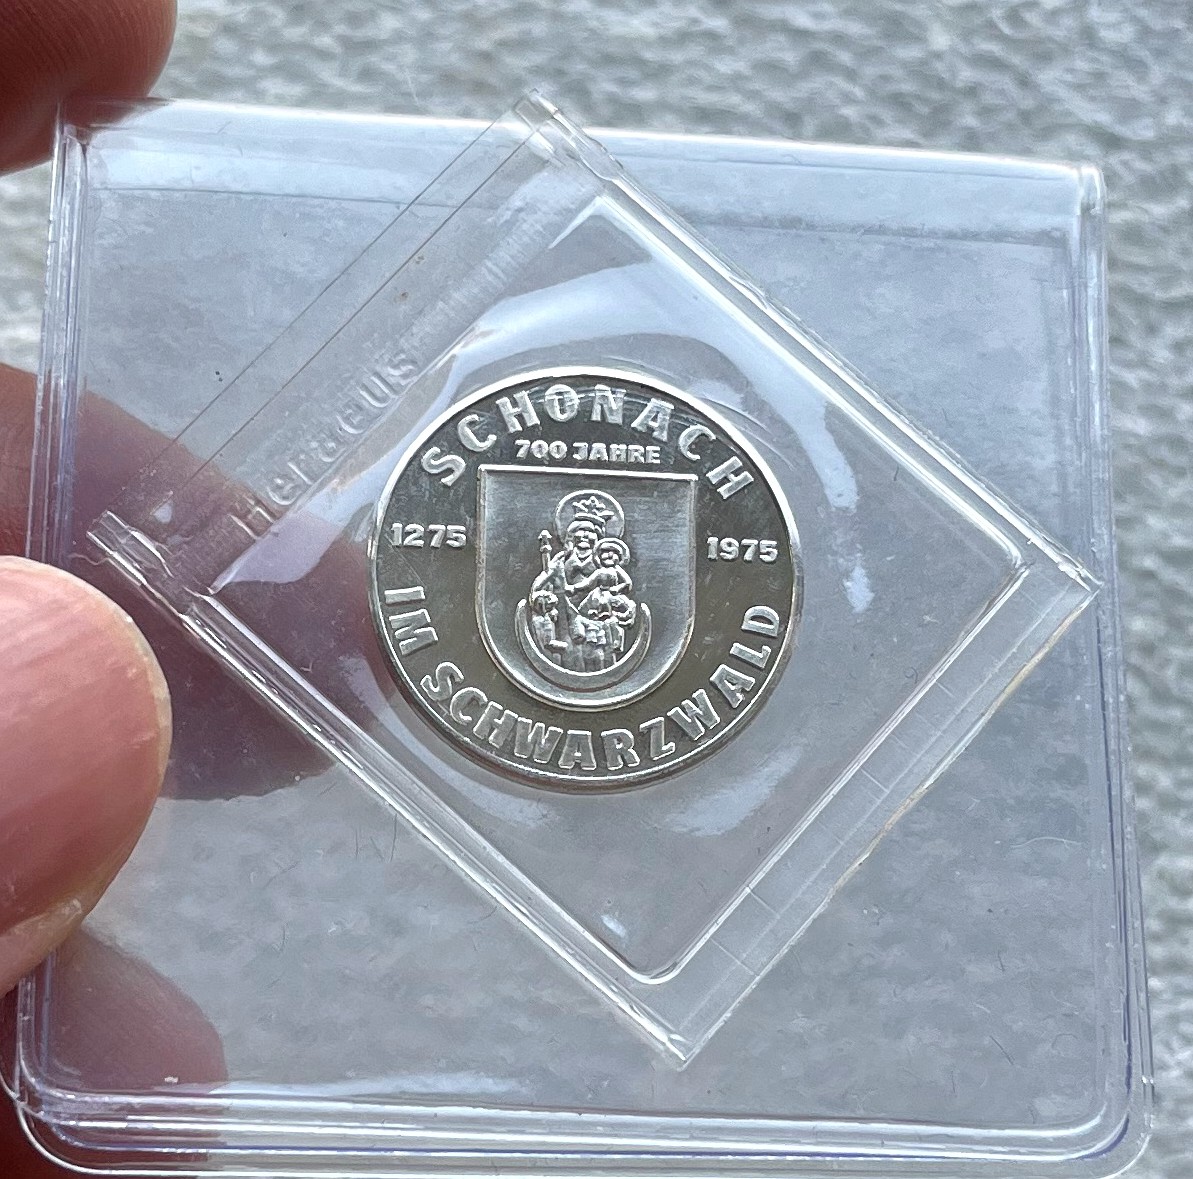 SCHONACH
700 JAHRE
1275 1975
IM SCHWARZWALD
Heraeus